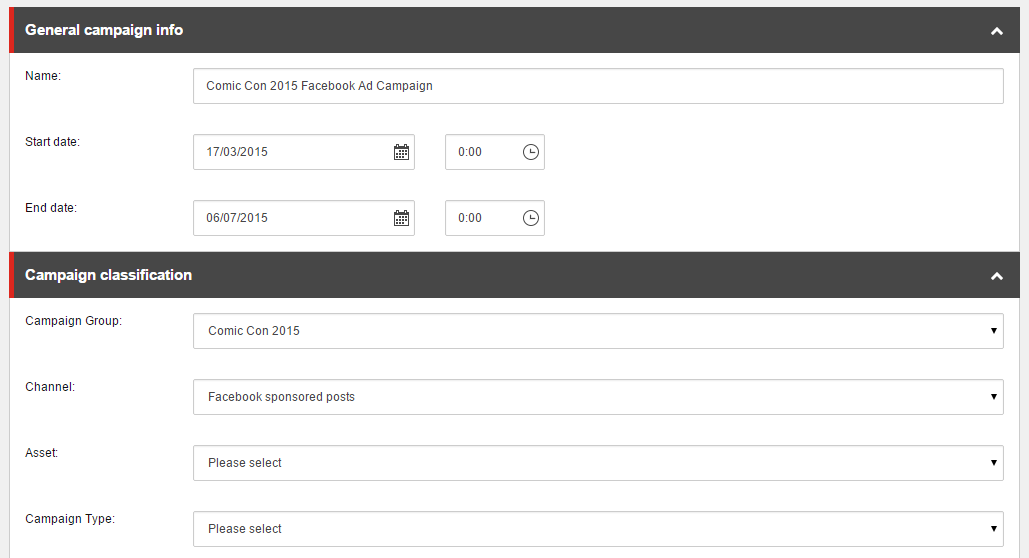 General campaign info
Name:
Comic Con 2015 Facebook Ad Campaign
Start date:
17/03/2015
0:00
End date:
06/07/2015
0:00
Campaign classification
Campaign Group:
Comic Con 2015
Channel:
Facebook sponsored posts
Asset:
Please select
Campaign Type:
Please select